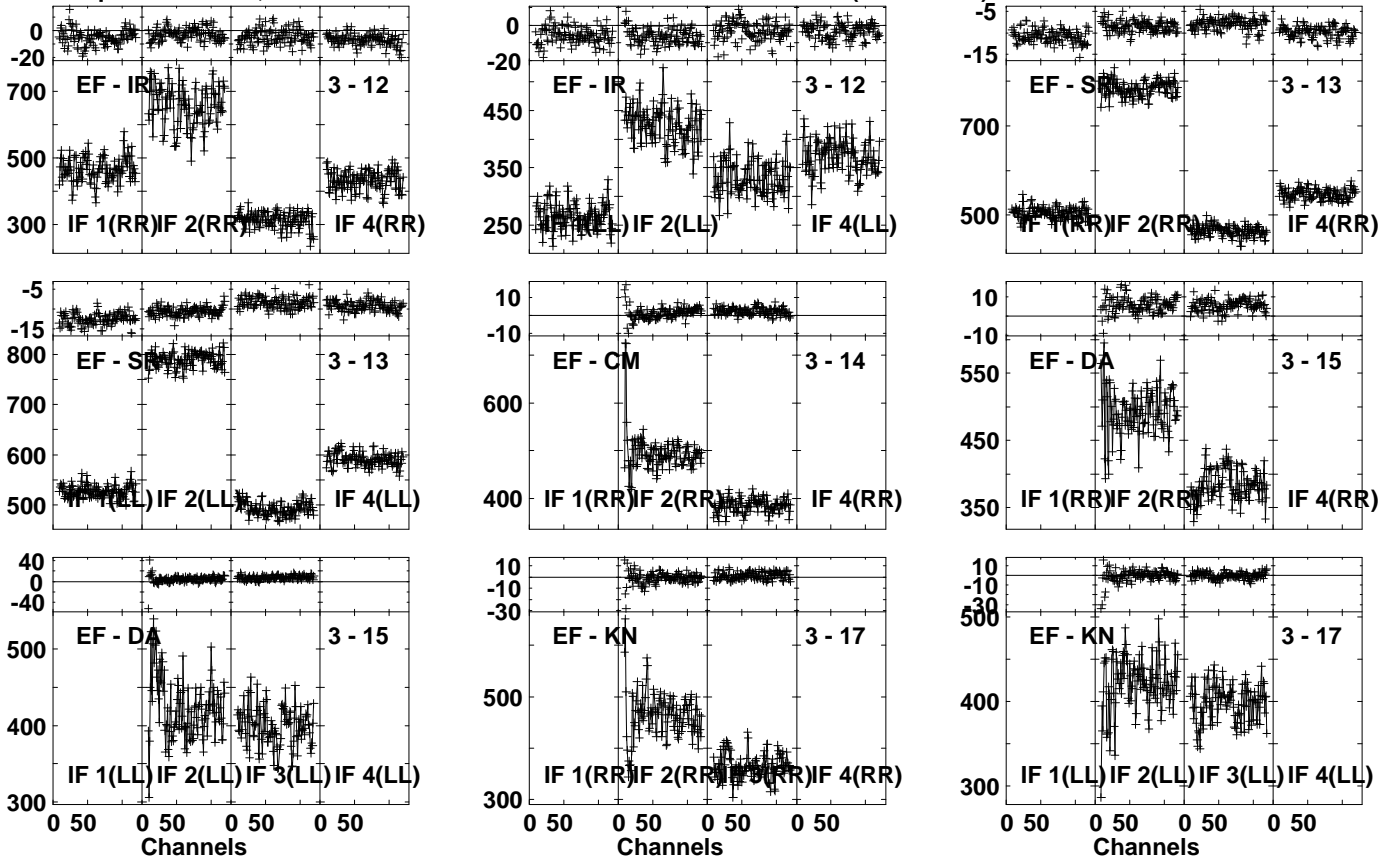 0
-20
700
500
300
EF - IR
3 - 12
IF 1(RR) IF 2(RR) IF 4(RR)
0
-20
450
350
250
EF - IR
3 - 12
IF 2(LL) IF 4(LL)
-5
-15
700
500
EF - SR
3 - 13
IF 1(RR) IF 2(RR) IF 4(RR)
-5
-15
800
700
600
500
EF - SR
3 - 13
IF 1(LL) IF 2(LL) IF 4(LL)
10
-10
600
400
EF - CM
3 - 14
IF 1(RR) IF 2(RR) IF 4(RR)
10
-10
550
450
350
EF - DA
3 - 15
IF 1(RR) IF 2(RR) IF 4(RR)
40
0
-40
500
400
300
EF - DA
3 - 15
IF 1(LL) IF 2(LL) IF 3(LL) IF 4(LL)
0 50 0 50 0 50 0 50
Channels
10
-10
-30
500
300
EF - KN
3 - 17
IF 1(RR) IF 2(RR) IF 3(RR) IF 4(RR)
0 50 0 50 0 50 0 50
Channels
10
-10
-30
500
400
300
EF - KN
3 - 17
IF 1(LL) IF 2(LL) IF 3(LL) IF 4(LL)
0 50 0 50 0 50 0 50
Channels